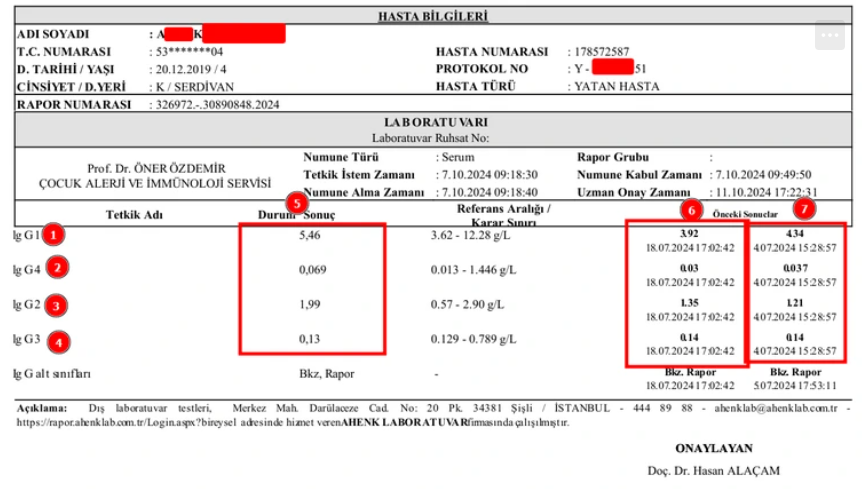 HASTA BİLGİLERİ
ADI SOYADI : A K
T.C. NUMARASI : 53*******04 HASTA NUMARASI : 178572587
D. TARİHİ / YAŞI : 20.12.2019 / 4 PROTOKOL NO : Y - 51
CİNSİYET / D.YERİ : K / SERDİVAN HASTA TÜRÜ : YATAN HASTA
RAPOR NUMARASI : 326972.-.30890848.2024
LABORATUVARI
Laboratuvar Ruhsat No:
Prof. Dr. ÖNER ÖZDEMİR
ÇOCUK ALERJİ VE İMMÜNOLOJİ SERVİSİ
Numune Türü : Serum Rapor Grubu :
Tetkik İstem Zamanı : 7.10.2024 09:18:30 Numune Kabul Zamanı : 7.10.2024 09:49:50
Numune Alma Zamanı : 7.10.2024 09:18:40 Uzman Onay Zamanı : 11.10.2024 17:22:31
5 6 7
Tetkik Adı Durum Sonuç Referans Aralığı / Karar Sınırı Önceki Sonuclar
Ig G1 1 5,46 3.62 - 12.28 g/L 3.92 4.34
18.07.2024 17:02:42 4.07.2024 15:28:57
Ig G4 2 0,069 0.013 - 1.446 g/L 0.03 0.037
18.07.2024 17:02:42 4.07.2024 15:28:57
Ig G2 3 1,99 0.57 - 2.90 g/L 1.35 1.21
18.07.2024 17:02:42 4.07.2024 15:28:57
Ig G3 4 0,13 0.129 - 0.789 g/L 0.14 0.14
18.07.2024 17:02:42 4.07.2024 15:28:57
Ig G alt sınıfları Bkz, Rapor - Bkz. Rapor Bkz. Rapor
18.07.2024 17:02:42 5.07.2024 17:53:11
Açıklama: Dış laboratuvar testleri, Merkez Mah. Darülaceze Cad. No: 20 Pk. 34381 Şişli / İSTANBUL - 444 89 88 - ahenklab@ahenklab.com.tr -
https://rapor.ahenklab.com.tr/Login.aspx?bireysel adresinde hizmet veren AHENK LABORATUVAR firmasında çalışılmıştır.
ONAYLAYAN
Doç. Dr. Hasan ALAÇAM